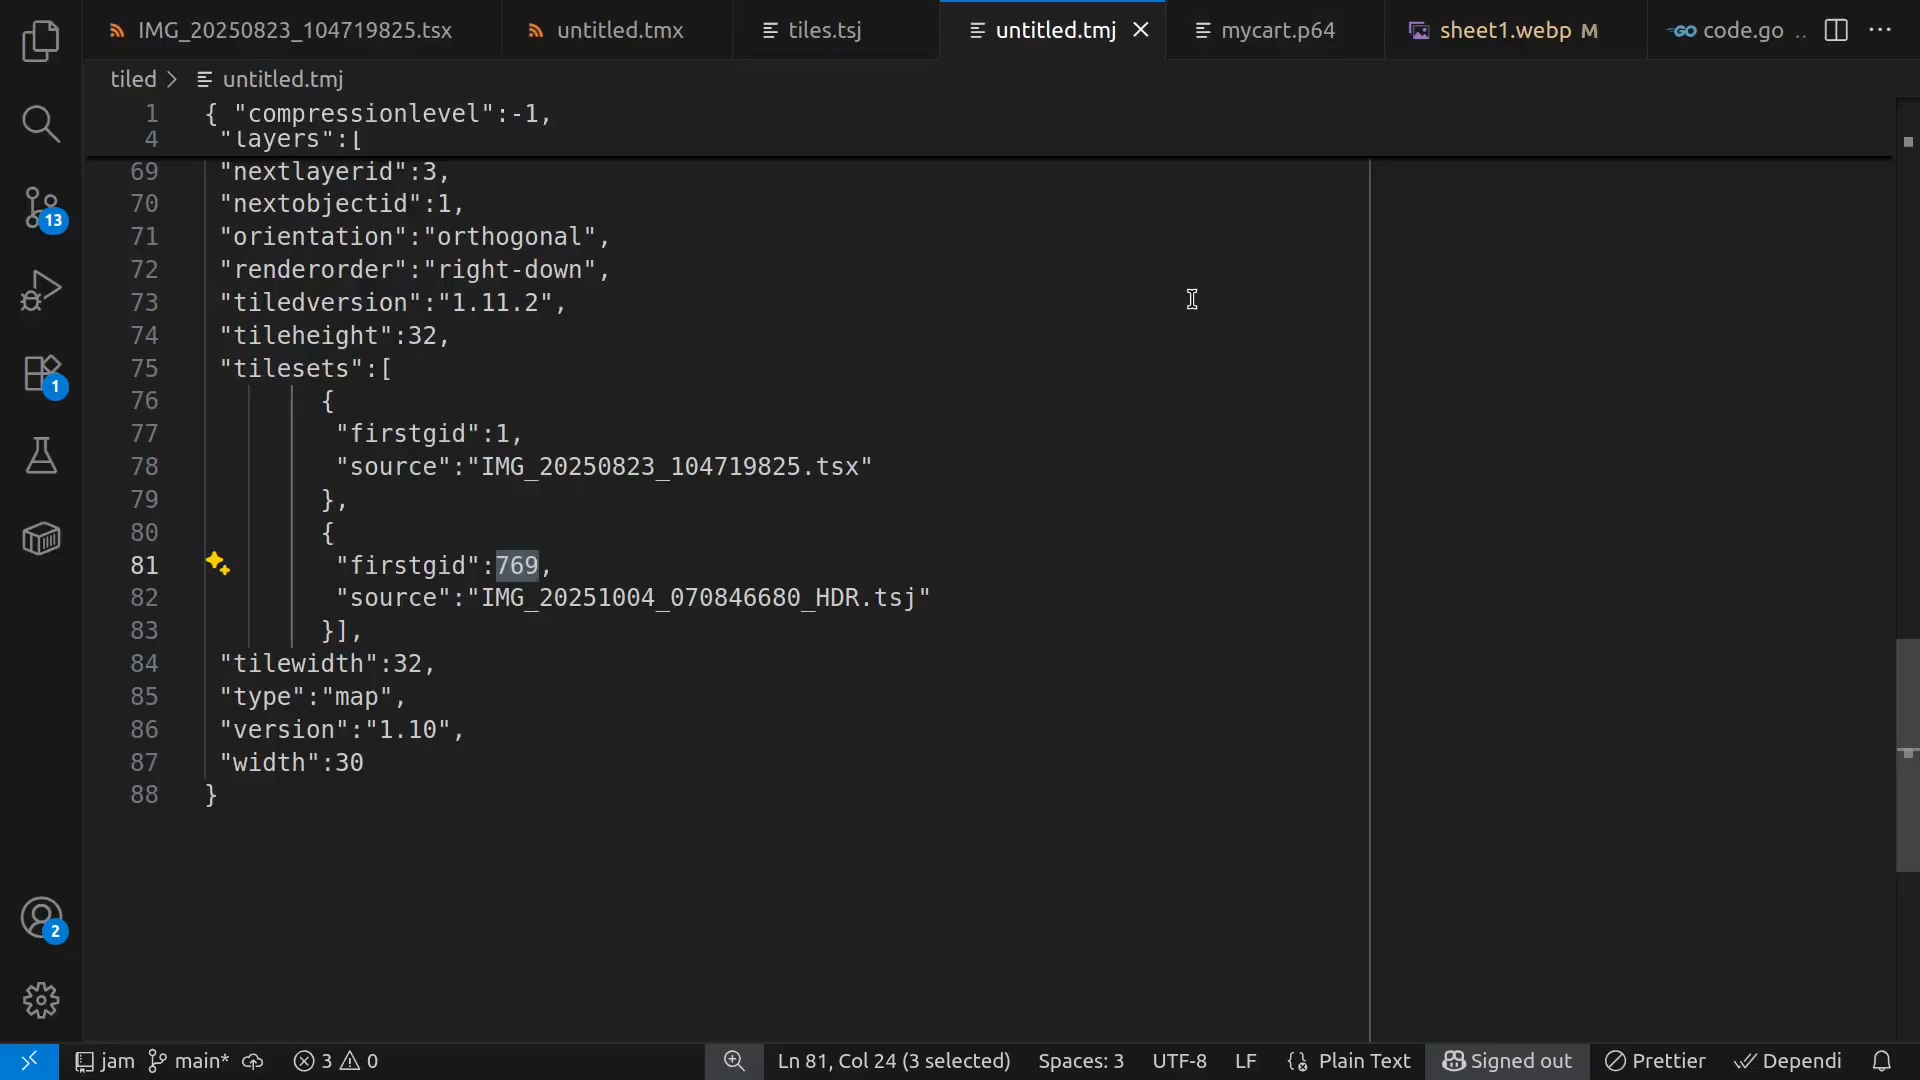 IMG_20250823_104719825.tsx untitled.tmx tiles.tsj untitled.tmj mycart.p64 sheet1.webp M code.go ..
tiled > untitled.tmj
1 { "compressionlevel":-1,
4 "layers":[
69 "nextlayerid":3,
70 "nextobjectid":1,
71 "orientation":"orthogonal",
72 "renderorder":"right-down",
73 "tiledversion":"1.11.2",
74 "tileheight":32,
75 "tilesets":[
76 {
77 "firstgid":1,
78 "source":"IMG_20250823_104719825.tsx"
79 },
80 {
81 "firstgid":769,
82 "source":"IMG_20251004_070846680_HDR.tsj"
83 }],
84 "tilewidth":32,
85 "type":"map",
86 "version":"1.10",
87 "width":30
88 }
13
1
2
jam main* 3 0 Ln 81, Col 24 (3 selected) Spaces: 3 UTF-8 LF Plain Text Signed out Prettier Dependi